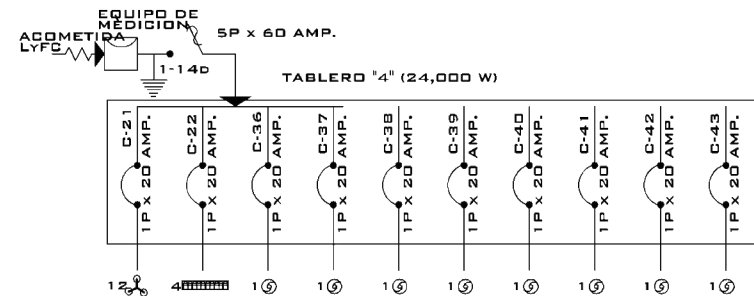 EQUIPO DE
MÈDICION
5P x 60 AMP.
ACOMETIDA
LyFC
1-14D
TABLERO "4" (24,000 W)
C-21 C-22 C-36 C-37 C-38 C-39 C-40 C-41 C-42 C-43
1P x 20 AMP. 1P x 20 AMP. 1P x 20 AMP. 1P x 20 AMP. 1P x 20 AMP. 1P x 20 AMP. 1P x 20 AMP. 1P x 20 AMP. 1P x 20 AMP. 1P x 20 AMP.
12 4 1 1 1 1 1 1 1 1